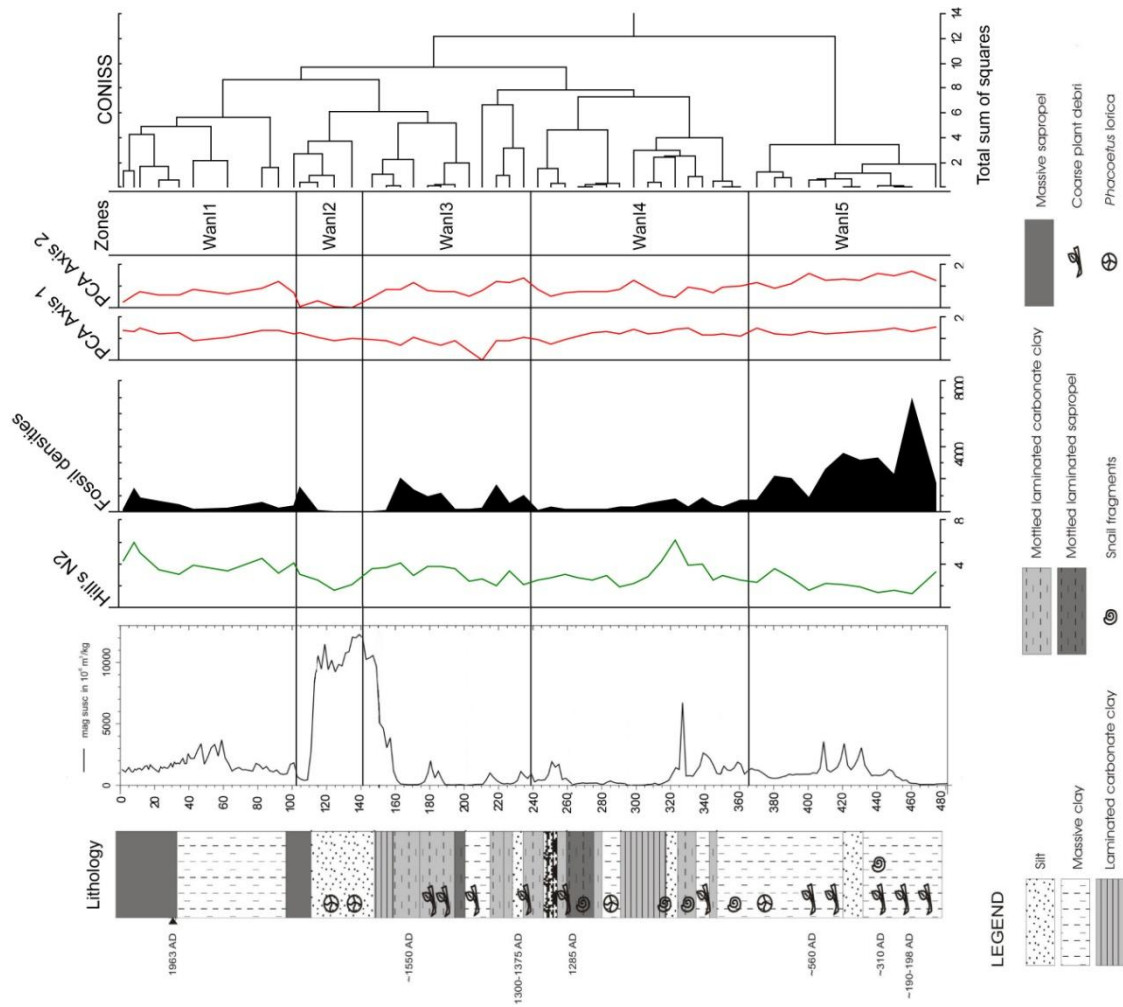 CONISS
Total sum of squares
2
4
6
8
10
12
14
Zones
Wanl1
Wanl2
Wanl3
Wanl4
Wanl5
PCA Axis 2
2
PCA Axis 1
2
Fossil densities
4000
8000
Hill's N2
4
8
mag susc in 10⁻⁶ m³/kg
0
5000
10000
0
20
40
60
80
100
120
140
160
180
200
220
240
260
280
300
320
340
360
380
400
420
440
460
480
Lithology
1963 AD
~1550 AD
1300-1375 AD
1285 AD
~560 AD
~310 AD
~190-198 AD
LEGEND
Silt
Massive clay
Laminated carbonate clay
Mottled laminated carbonate clay
Mottled laminated sapropel
Snail fragments
Massive sapropel
Coarse plant debri
Phacoetus lorica